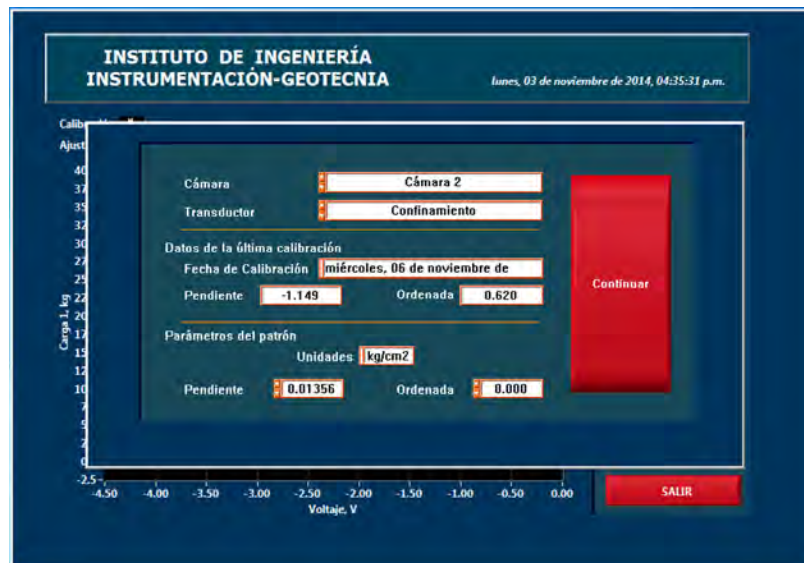 INSTITUTO DE INGENIERÍA
INSTRUMENTACIÓN-GEOTECNIA
lunes, 03 de noviembre de 2014, 04:35:31 p.m.
Cámara Cámara 2
Transductor Confinamiento
Datos de la última calibración
Fecha de Calibración miércoles, 06 de noviembre de
Pendiente -1.149 Ordenada 0.620
Parámetros del patrón
Unidades kg/cm2
Pendiente 0.01356 Ordenada 0.000
Continuar
Carga 1, kg
-2.5
-4.50 -4.00 -3.50 -3.00 -2.50 -2.00 -1.50 -1.00 -0.50 0.00
Voltaje, V
SALIR